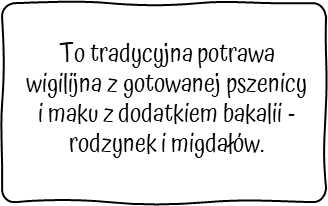 To tradycyjna potrawa
wigilijna z gotowanej pszenicy
i maku z dodatkiem bakalii -
rodzynek i migdałów.